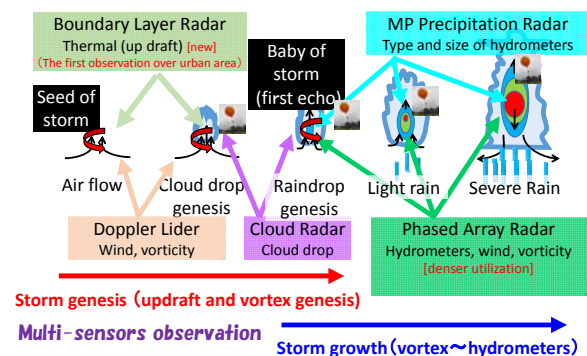 Boundary Layer Radar
Thermal (up draft) [new]
(The first observation over urban area)
MP Precipitation Radar
Type and size of hydrometers
Baby of
storm
(first echo)
Seed of
storm
Air flow
Cloud drop
genesis
Raindrop
genesis
Light rain
Severe Rain
Doppler Lider
Wind, vorticity
Cloud Radar
Cloud drop
Phased Array Radar
Hydrometers, wind, vorticity
[denser utilization]
Storm genesis (updraft and vortex genesis)
Multi-sensors observation
Storm growth(vortex～hydrometers)